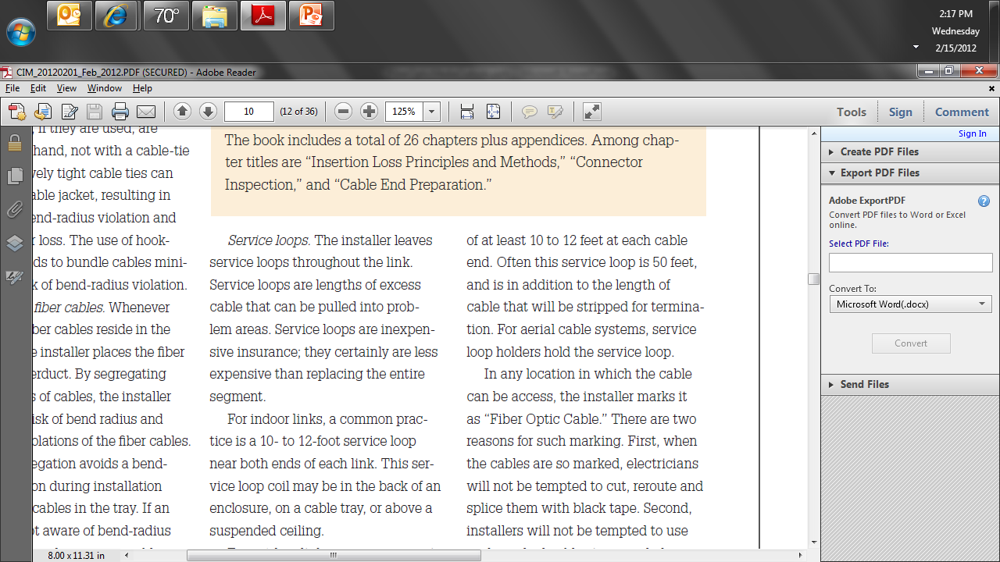 70°
2:17 PM
Wednesday
2/15/2012
CIM_20120201_Feb_2012.PDF (SECURED) - Adobe Reader
File Edit View Window Help
10 (12 of 36) 125% Tools Sign Comment
Sign In
Create PDF Files
Export PDF Files
Adobe ExportPDF
Convert PDF files to Word or Excel
online.
Select PDF File:
Convert To:
Microsoft Word(.docx)
Convert
Send Files
, if they are used, are
hand, not with a cable-tie
vely tight cable ties can
able jacket, resulting in
end-radius violation and
r loss. The use of hook-
ds to bundle cables mini-
k of bend-radius violation.
fiber cables. Whenever
ber cables reside in the
e installer places the fiber
erduct. By segregating
s of cables, the installer
isk of bend radius and
olations of the fiber cables.
egation avoids a bend-
on during installation
cables in the tray. If an
ot aware of bend-radius
The book includes a total of 26 chapters plus appendices. Among chap-
ter titles are “Insertion Loss Principles and Methods,” “Connector
Inspection,” and “Cable End Preparation.”
Service loops. The installer leaves
service loops throughout the link.
Service loops are lengths of excess
cable that can be pulled into prob-
lem areas. Service loops are inexpen-
sive insurance; they certainly are less
expensive than replacing the entire
segment.
For indoor links, a common prac-
tice is a 10- to 12-foot service loop
near both ends of each link. This ser-
vice loop coil may be in the back of an
enclosure, on a cable tray, or above a
suspended ceiling.
of at least 10 to 12 feet at each cable
end. Often this service loop is 50 feet,
and is in addition to the length of
cable that will be stripped for termina-
tion. For aerial cable systems, service
loop holders hold the service loop.
In any location in which the cable
can be access, the installer marks it
as “Fiber Optic Cable.” There are two
reasons for such marking. First, when
the cables are so marked, electricians
will not be tempted to cut, reroute and
splice them with black tape. Second,
installers will not be tempted to use
8.00 x 11.31 in